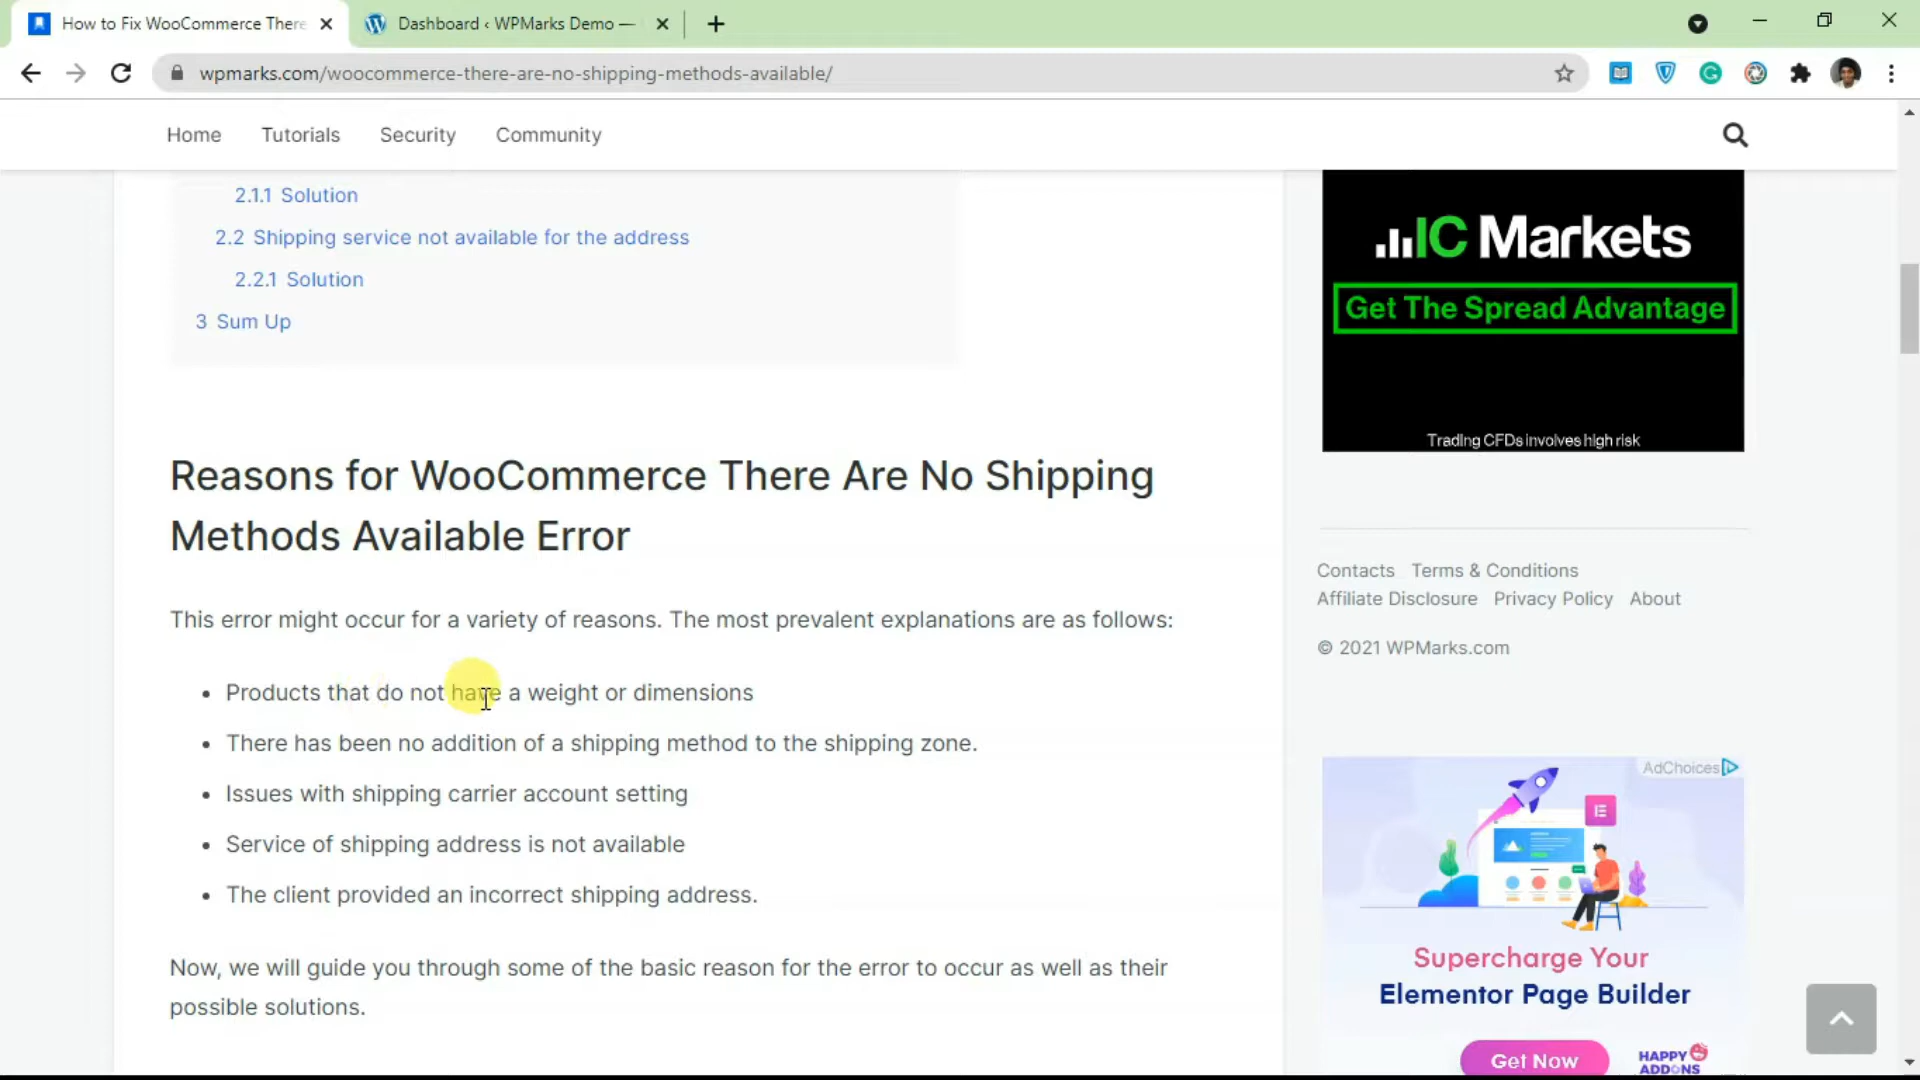 How to Fix WooCommerce There
Dashboard ‹ WPMarks Demo —
wpmarks.com/woocommerce-there-are-no-shipping-methods-available/
Home Tutorials Security Community
2.1.1 Solution
2.2 Shipping service not available for the address
2.2.1 Solution
3 Sum Up
Reasons for WooCommerce There Are No Shipping
Methods Available Error
This error might occur for a variety of reasons. The most prevalent explanations are as follows:
• Products that do not have a weight or dimensions
• There has been no addition of a shipping method to the shipping zone.
• Issues with shipping carrier account setting
• Service of shipping address is not available
• The client provided an incorrect shipping address.
Now, we will guide you through some of the basic reason for the error to occur as well as their
possible solutions.
IC Markets
Get The Spread Advantage
Trading CFDs involves high risk
Contacts Terms & Conditions
Affiliate Disclosure Privacy Policy About
© 2021 WPMarks.com
AdChoices
Supercharge Your
Elementor Page Builder
Get Now
HAPPY
ADDONS